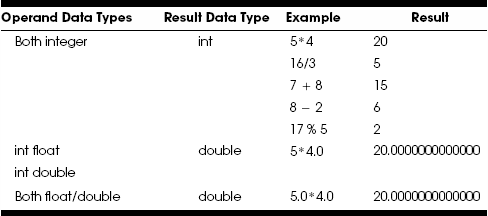 Operand Data Types Result Data Type Example Result
Both integer int 5*4 20
16/3 5
7 + 8 15
8 − 2 6
17 % 5 2
int float double 5*4.0 20.0000000000000
int double
Both float/double double 5.0*4.0 20.0000000000000